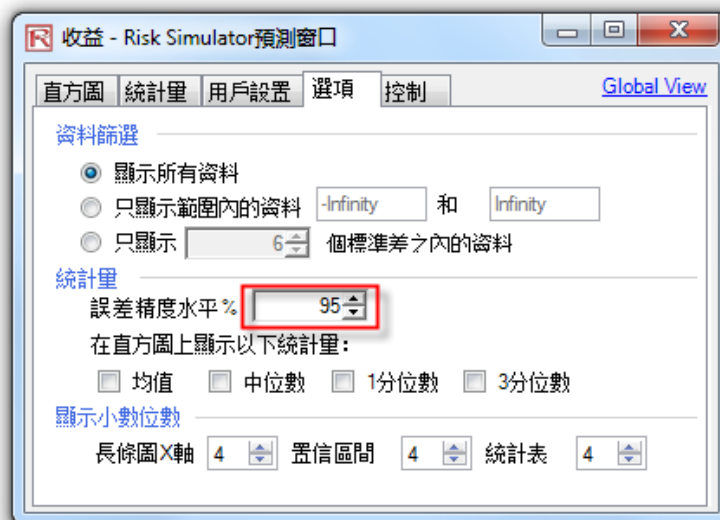 收益 - Risk Simulator預測窗口
直方圖 統計量 用戶設置 選項 控制 Global View
資料篩選
顯示所有資料
只顯示範圍內的資料 -Infinity 和 Infinity
只顯示 6 個標準差之內的資料
統計量
誤差精度水平% 95
在直方圖上顯示以下統計量:
均值 中位數 1分位數 3分位數
顯示小數位數
長條圖X軸 4 置信區間 4 統計表 4